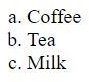 a. Coffee
b. Tea
c. Milk